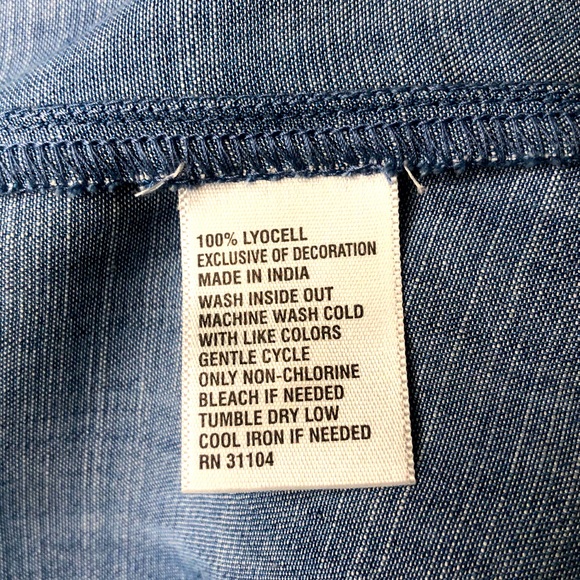 100% LYOCELL
EXCLUSIVE OF DECORATION
MADE IN INDIA
WASH INSIDE OUT
MACHINE WASH COLD
WITH LIKE COLORS
GENTLE CYCLE
ONLY NON-CHLORINE
BLEACH IF NEEDED
TUMBLE DRY LOW
COOL IRON IF NEEDED
RN 31104